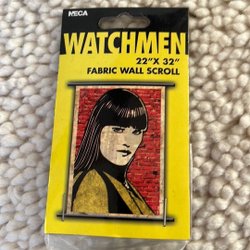 NECA
WATCHMEN
22"X 32"
FABRIC WALL SCROLL